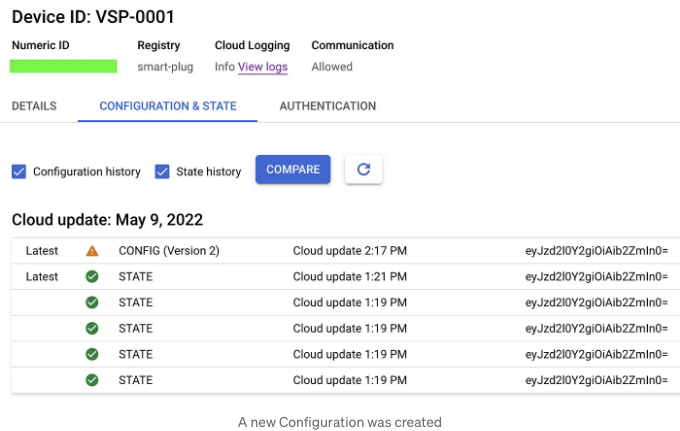 Device ID: VSP-0001
Numeric ID Registry Cloud Logging Communication
smart-plug Info View logs Allowed
DETAILS CONFIGURATION & STATE AUTHENTICATION
Configuration history State history COMPARE
Cloud update: May 9, 2022
Latest CONFIG (Version 2) Cloud update 2:17 PM eyJzd2l0Y2giOiAib2ZmIn0=
Latest STATE Cloud update 1:21 PM eyJzd2l0Y2giOiAib2ZmIn0=
STATE Cloud update 1:19 PM eyJzd2l0Y2giOiAib2ZmIn0=
STATE Cloud update 1:19 PM eyJzd2l0Y2giOiAib2ZmIn0=
STATE Cloud update 1:19 PM eyJzd2l0Y2giOiAib2ZmIn0=
STATE Cloud update 1:19 PM eyJzd2l0Y2giOiAib2ZmIn0=
A new Configuration was created